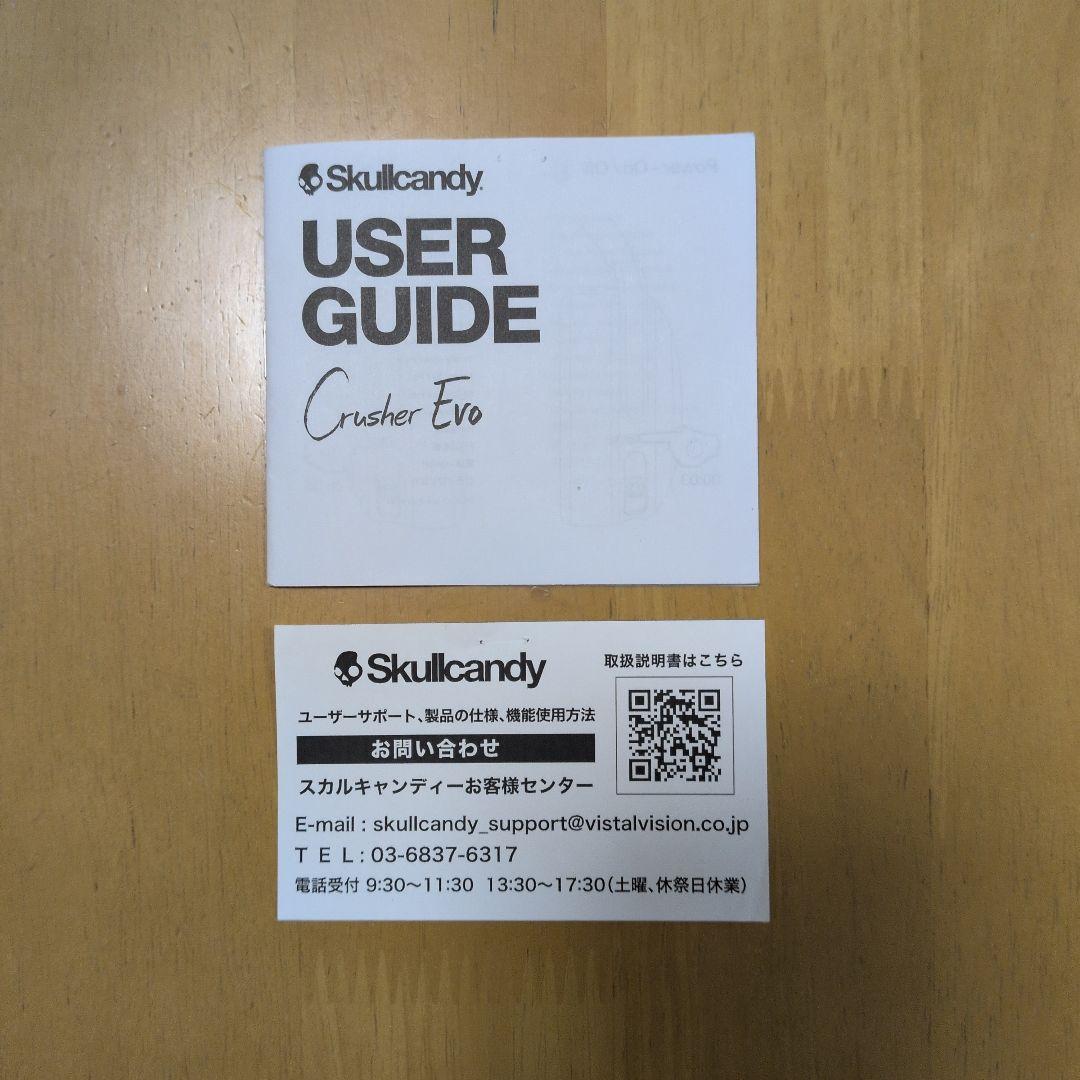 Skullcandy.
USER
GUIDE
Crusher Evo
Skullcandy
取扱説明書はこちら
ユーザーサポート、製品の仕様、機能使用方法
お問い合わせ
スカルキャンディーお客様センター
E-mail : skullcandy_support@vistalvision.co.jp
T E L : 03-6837-6317
電話受付 9:30～11:30 13:30～17:30（土曜、休祭日休業）